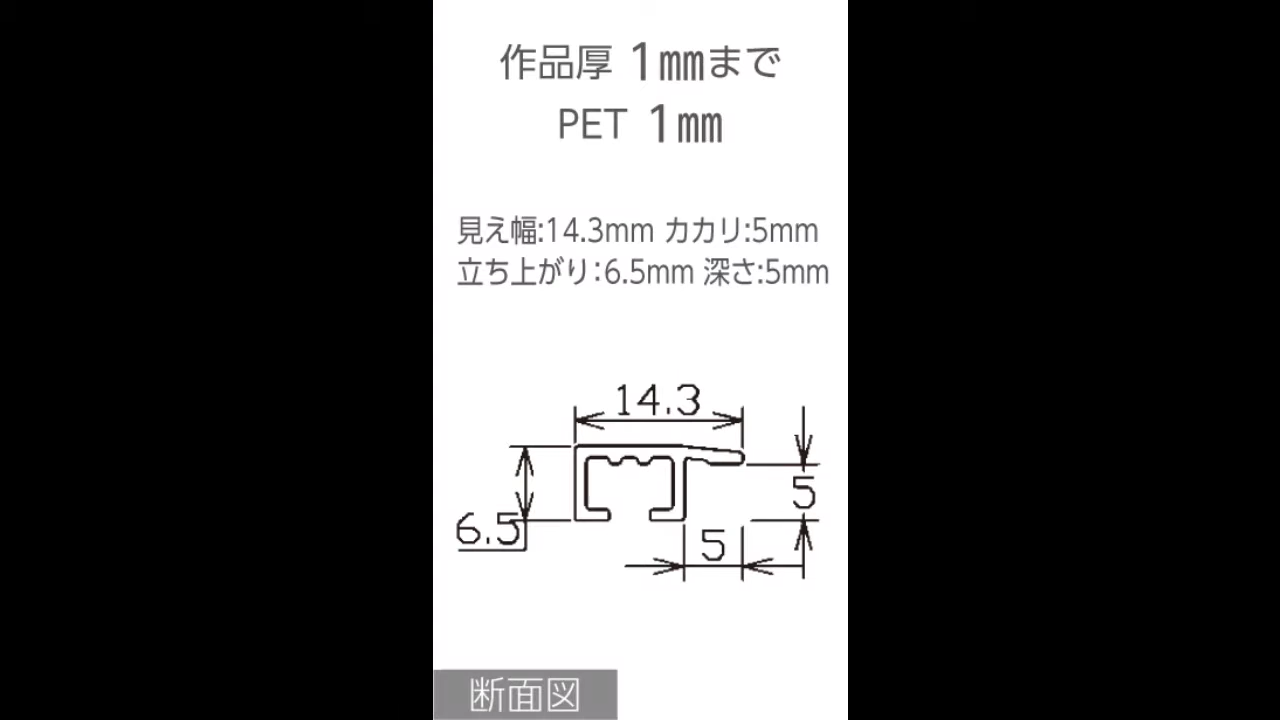 作品厚 1㎜まで
PET 1㎜
見え幅:14.3mm カカリ:5mm
立ち上がり:6.5mm 深さ:5mm
14.3
5
6.5
5
断面図